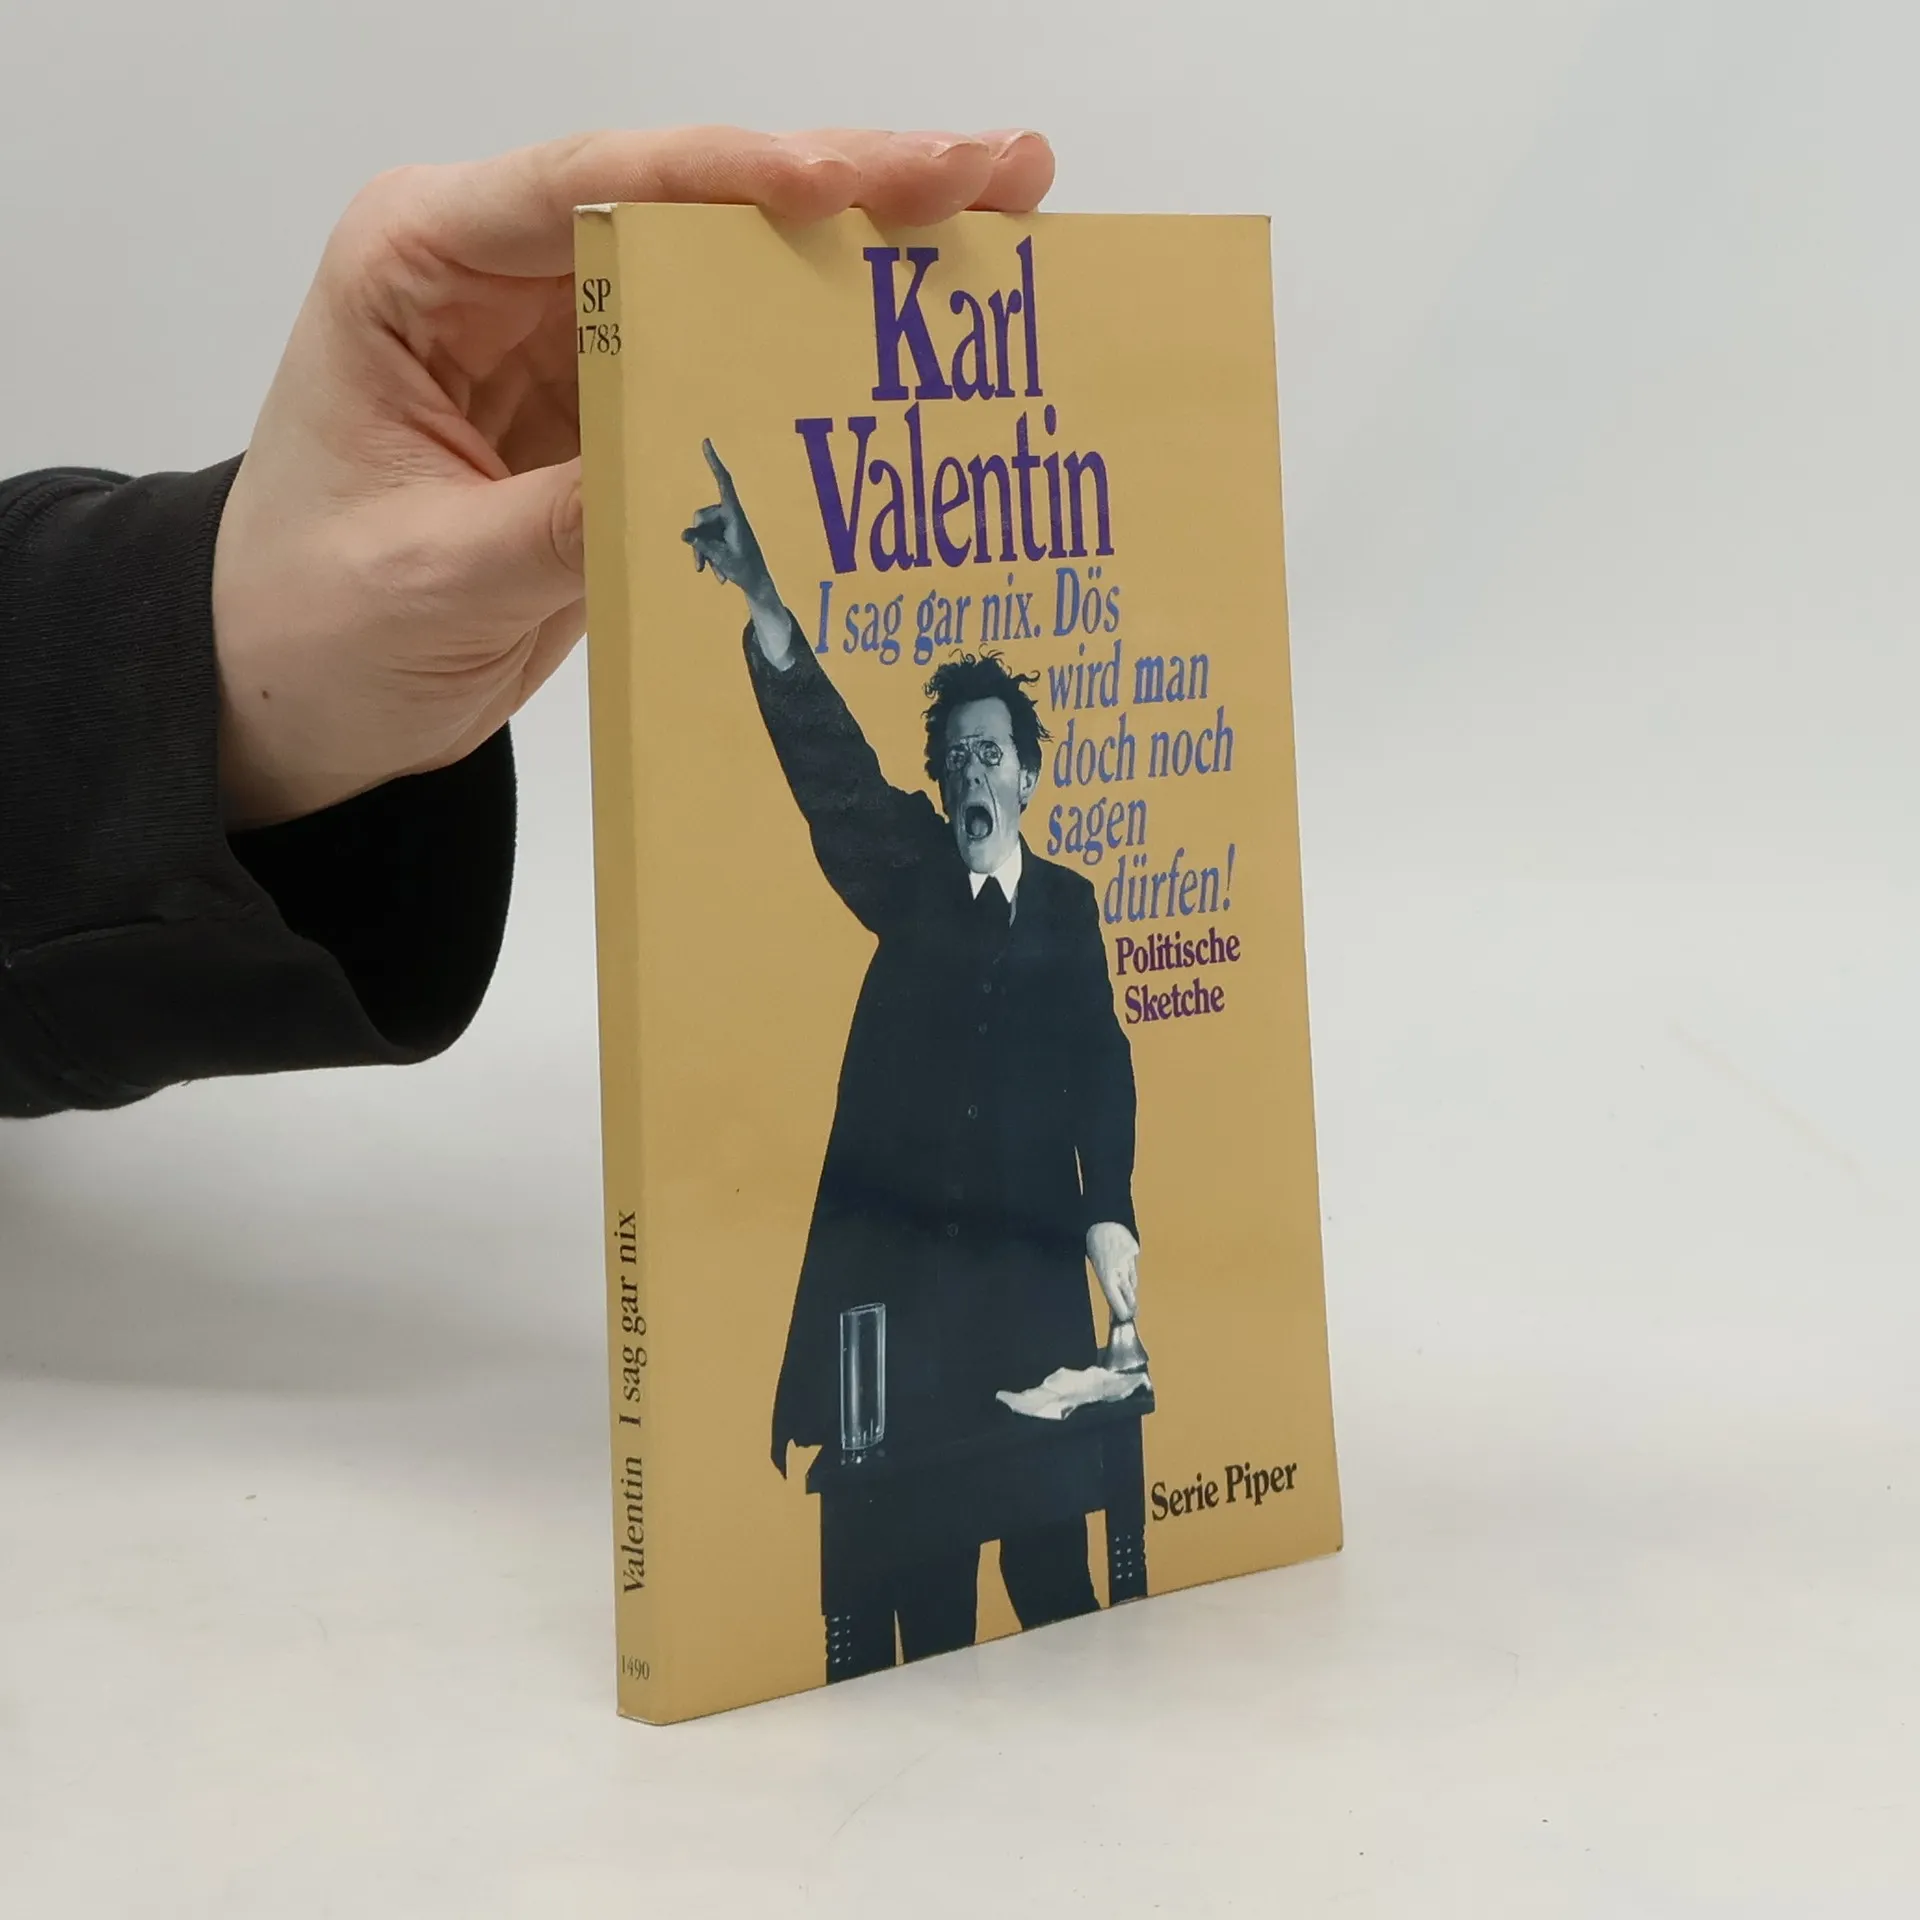 SP
1783
Valentin I sag gar nix
1490
Karl
Valentin
I sag gar nix. Dös
wird man
doch noch
sagen
dürfen!
Politische
Sketche
Serie Piper